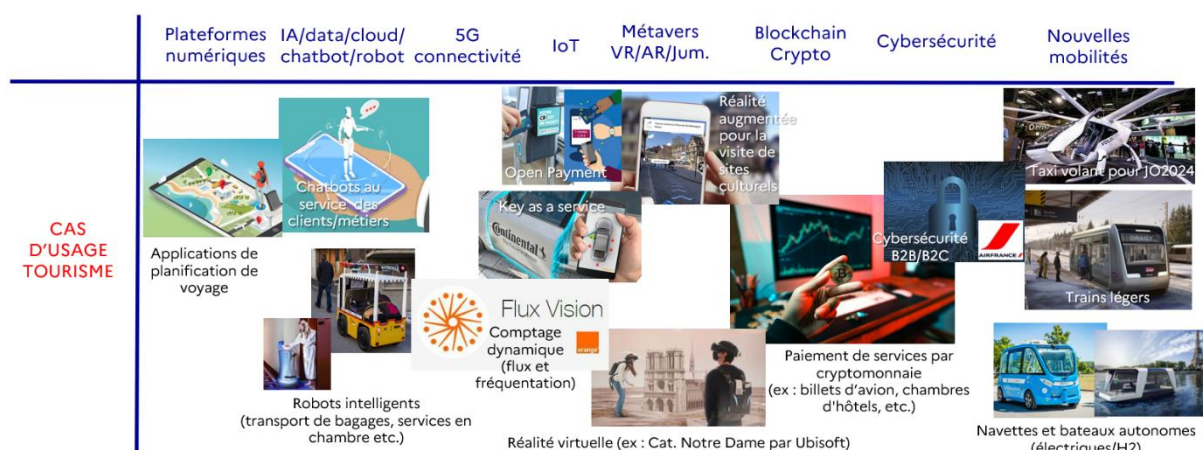 Plateformes
numériques
IA/data/cloud/
chatbot/robot
5G
connectivité
IoT
Métavers
VR/AR/Jum.
Blockchain
Crypto
Cybersécurité
Nouvelles
mobilités
CAS
D'USAGE
TOURISME
Applications de
planification de
voyage
Chatbots au
service des
clients/métiers
Robots intelligents
(transport de bagages, services en
chambre etc.)
Flux Vision
Comptage
dynamique
(flux et
fréquentation)
orange
Open Payment
Key as a service
Continental
Réalité
augmentée
pour la
visite de
sites
culturels
Réalité virtuelle (ex : Cat. Notre Dame par Ubisoft)
Paiement de services par
cryptomonnaie
(ex : billets d'avion, chambres
d'hôtels, etc.)
Cybersécurité
B2B/B2C
AIRFRANCE
Taxi volant pour JO2024
Trains légers
Navettes et bateaux autonomes
(électriques/H2)